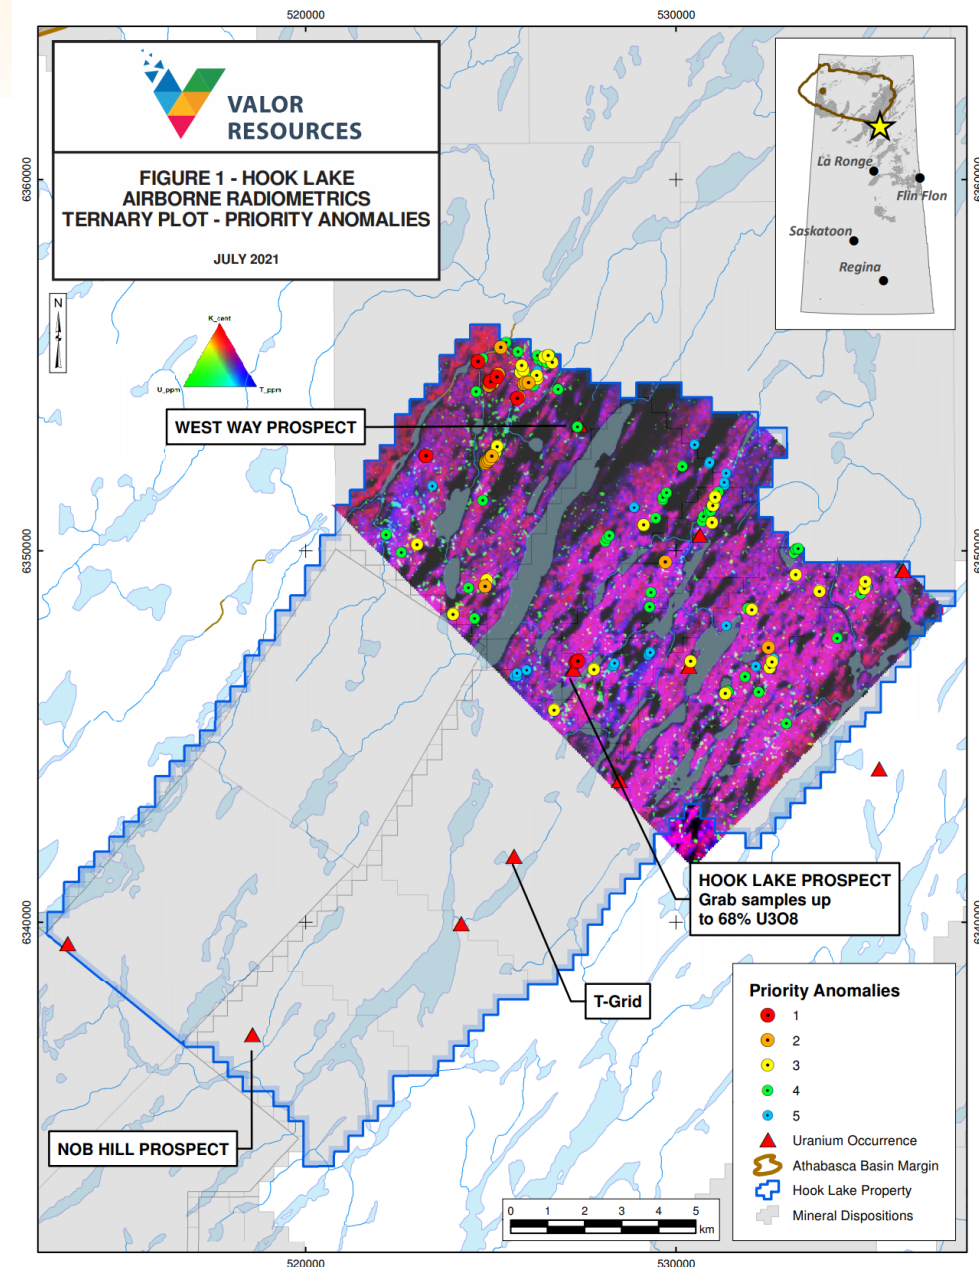 520000
530000
VALOR
RESOURCES
FIGURE 1 - HOOK LAKE
AIRBORNE RADIOMETRICS
TERNARY PLOT - PRIORITY ANOMALIES
JULY 2021
La Ronge
Flin Flon
Saskatoon
Regina
6360000
6360000
N
K_cent
U_ppm
T_ppm
WEST WAY PROSPECT
6350000
6350000
HOOK LAKE PROSPECT
Grab samples up
to 68% U3O8
6340000
6340000
T-Grid
NOB HILL PROSPECT
Priority Anomalies
1
2
3
4
5
Uranium Occurrence
Athabasca Basin Margin
Hook Lake Property
Mineral Dispositions
0 1 2 3 4 5
km
520000
530000